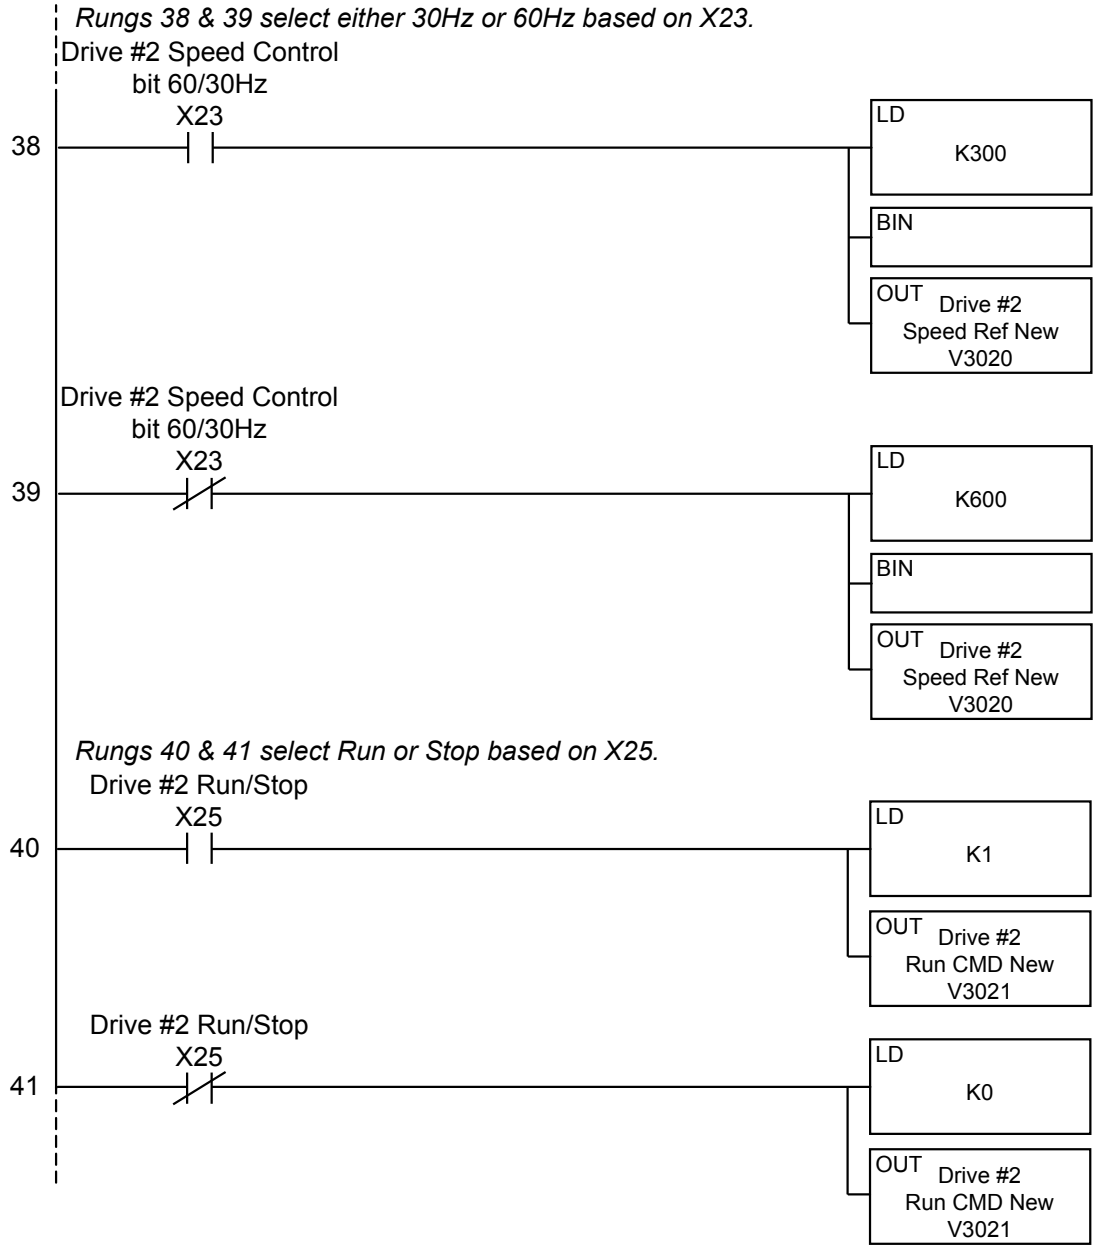 Rungs 38 & 39 select either 30Hz or 60Hz based on X23.
Drive #2 Speed Control
bit 60/30Hz
X23
38
LD
K300
BIN
OUT
Drive #2
Speed Ref New
V3020
Drive #2 Speed Control
bit 60/30Hz
X23
39
LD
K600
BIN
OUT
Drive #2
Speed Ref New
V3020
Rungs 40 & 41 select Run or Stop based on X25.
Drive #2 Run/Stop
X25
40
LD
K1
OUT
Drive #2
Run CMD New
V3021
Drive #2 Run/Stop
X25
41
LD
K0
OUT
Drive #2
Run CMD New
V3021